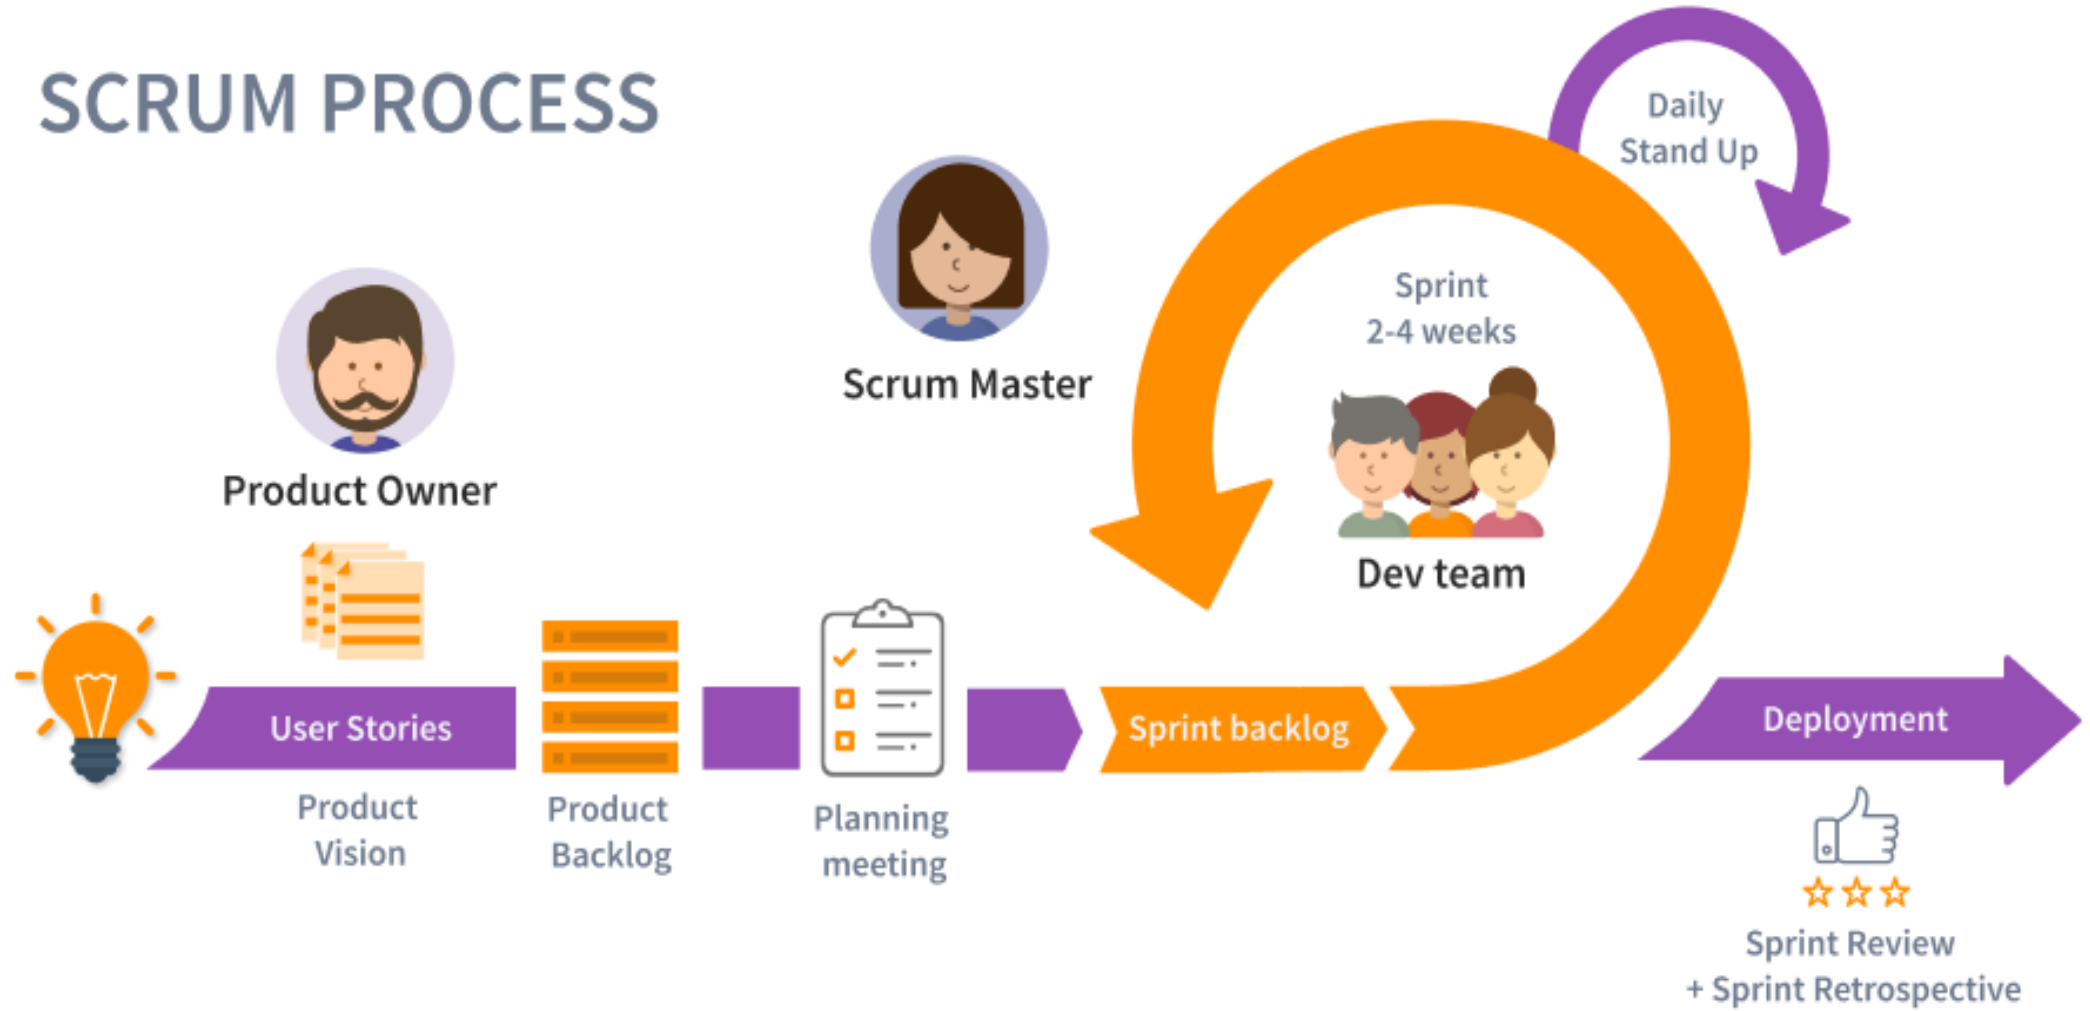 SCRUM PROCESS
Daily
Stand Up
Sprint
2-4 weeks
Scrum Master
Product Owner
Dev team
User Stories
Sprint backlog
Deployment
Product
Vision
Product
Backlog
Planning
meeting
Sprint Review
+ Sprint Retrospective